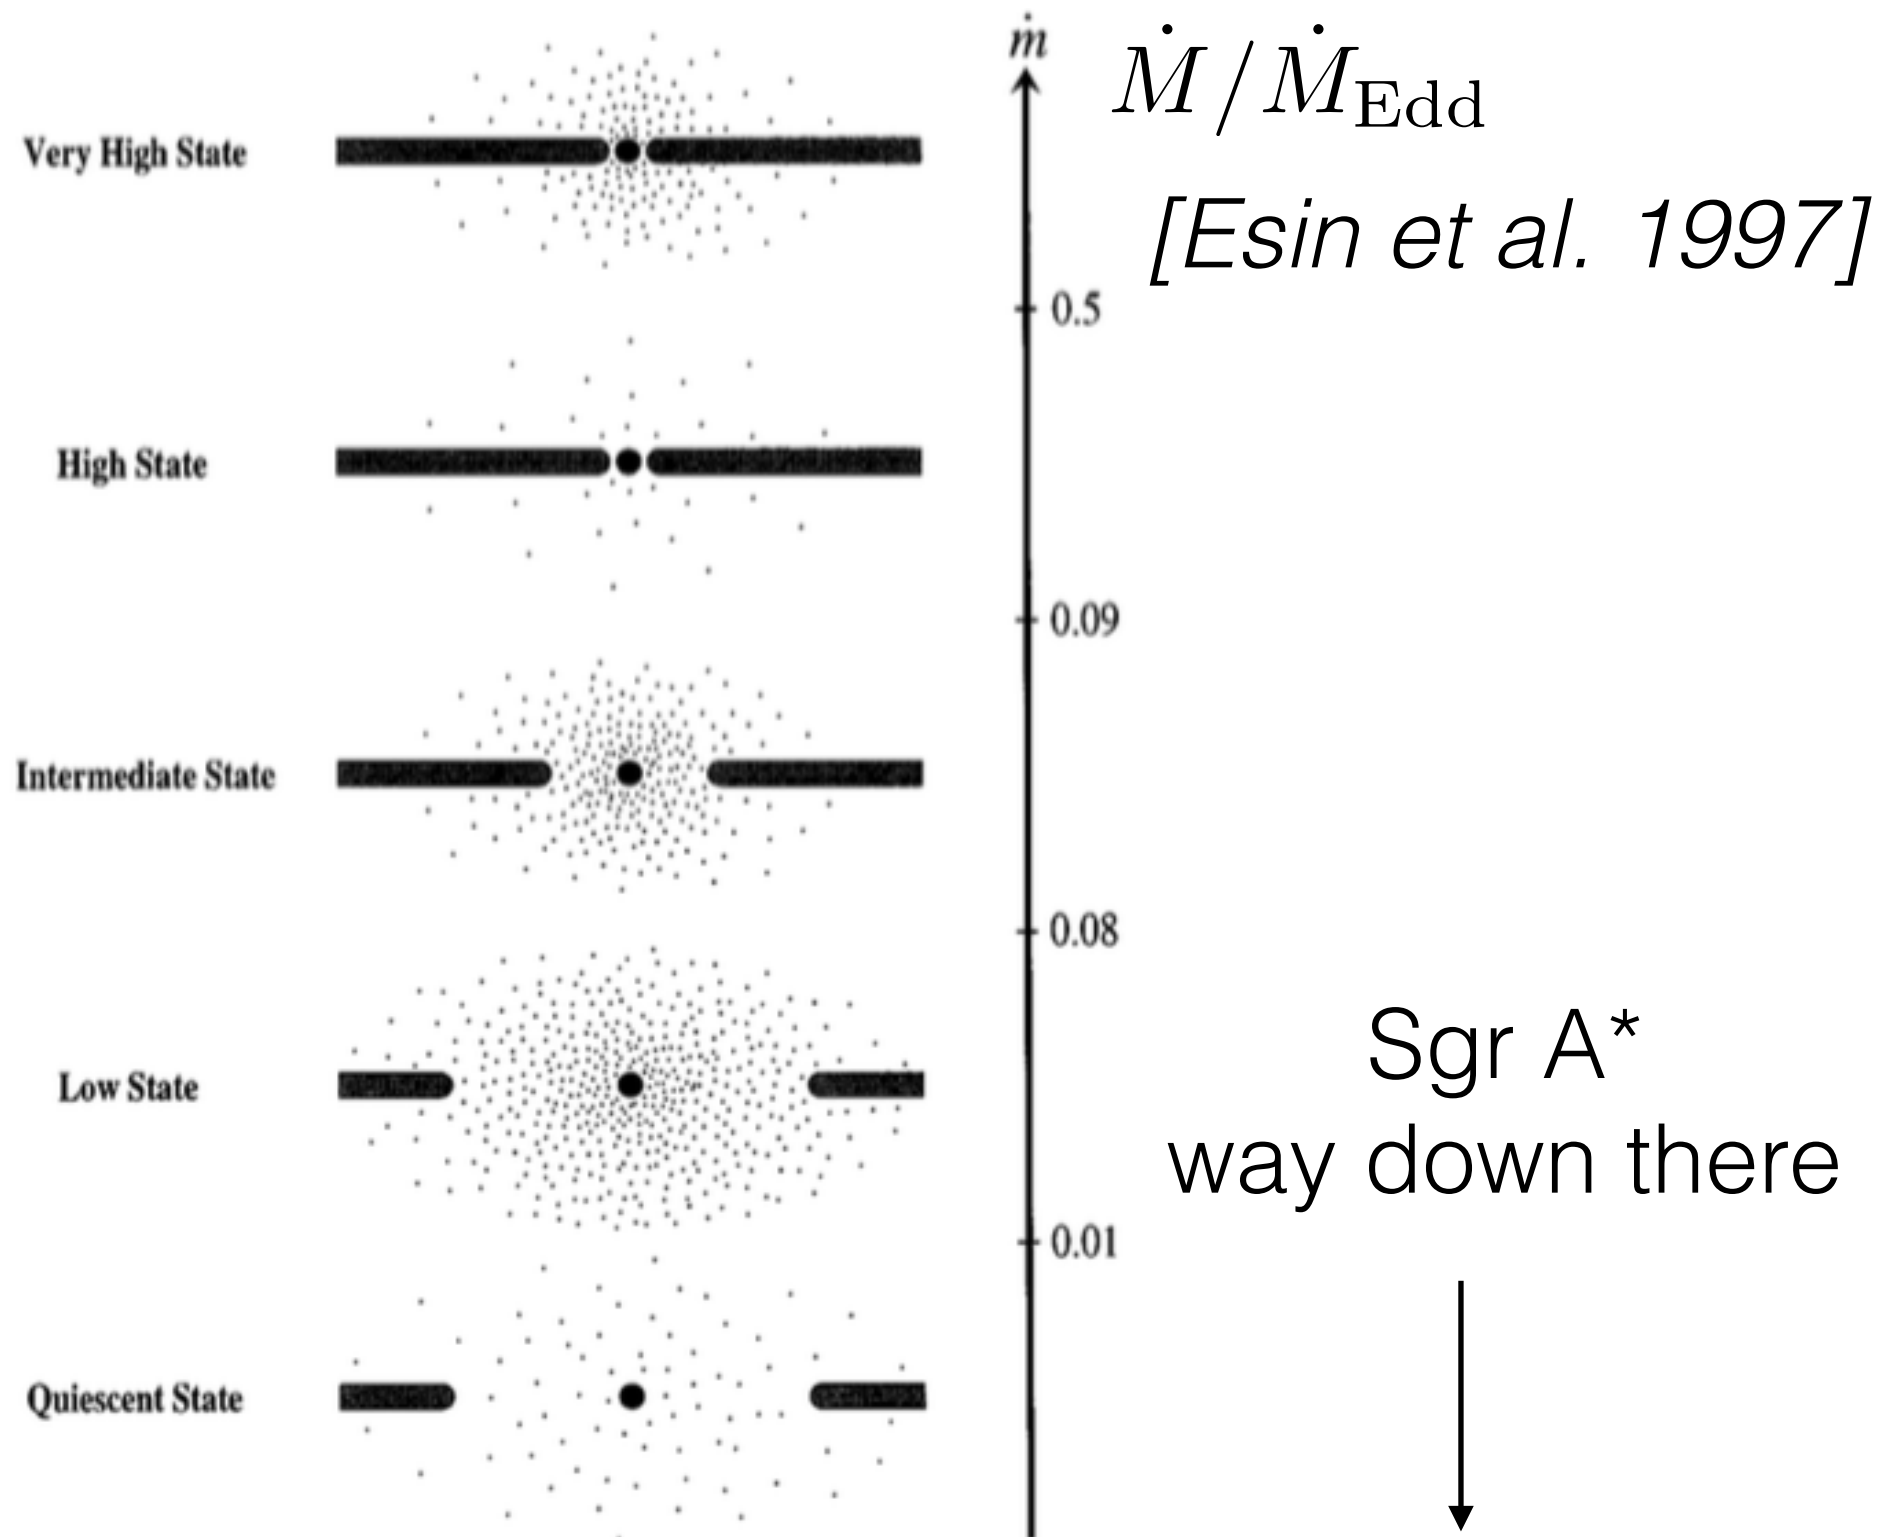 ṁ
Ṁ/Ṁ_Edd
[Esin et al. 1997]
Very High State
0.5
High State
0.09
Intermediate State
0.08
Sgr A*
way down there
Low State
0.01
Quiescent State